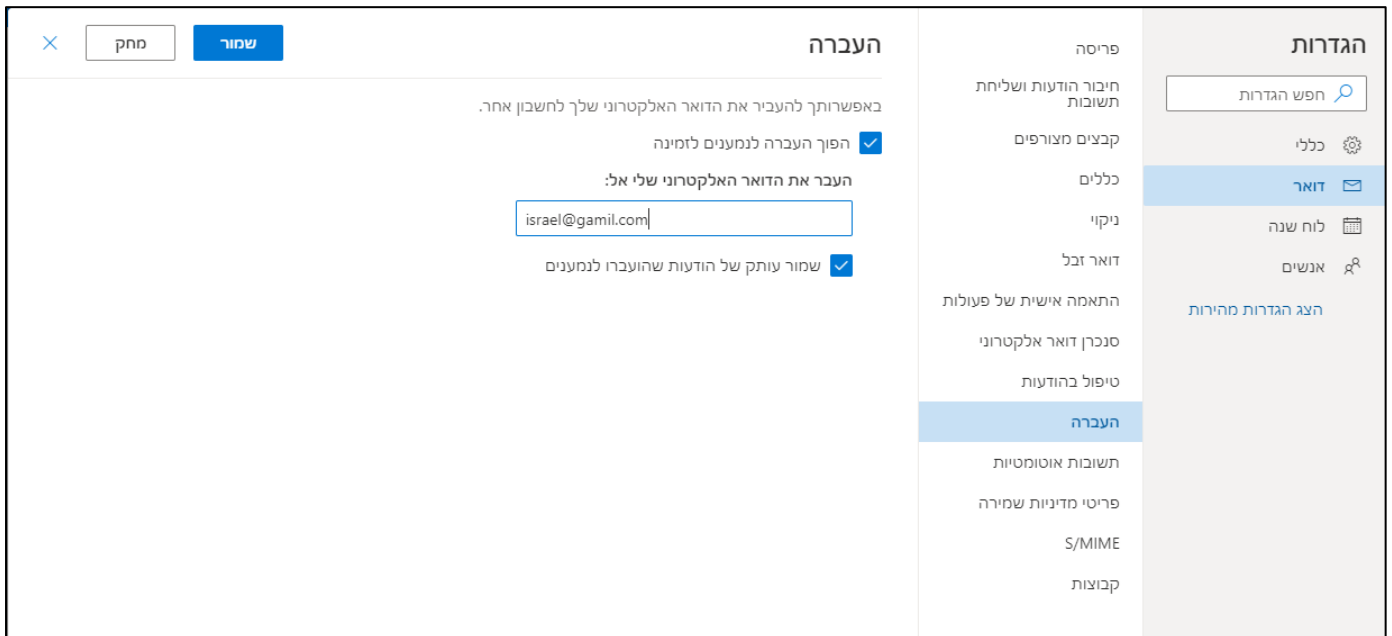 הגדרות
חפש הגדרות
כללי
דואר
לוח שנה
אנשים
הצג הגדרות מהירות
פריסה
חיבור הודעות ושליחת
תשובות
קבצים מצורפים
כללים
ניקוי
דואר זבל
התאמה אישית של פעולות
סנכרן דואר אלקטרוני
טיפול בהודעות
העברה
תשובות אוטומטיות
פריטי מדיניות שמירה
S/MIME
קבוצות
העברה
שמור
מחק
באפשרותך להעביר את הדואר האלקטרוני שלך לחשבון אחר.
הפוך העברה לנמענים לזמינה
העבר את הדואר האלקטרוני שלי אל:
israel@gamil.com
שמור עותק של הודעות שהועברו לנמענים